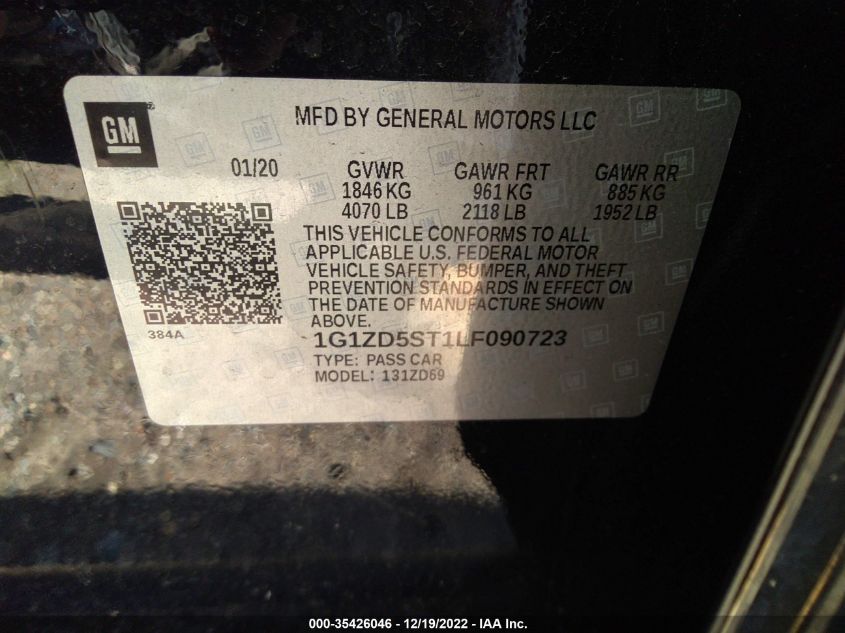 GM
MFD BY GENERAL MOTORS LLC
01/20 GVWR GAWR FRT GAWR RR
1846 KG 961 KG 885 KG
4070 LB 2118 LB 1952 LB
THIS VEHICLE CONFORMS TO ALL
APPLICABLE U.S. FEDERAL MOTOR
VEHICLE SAFETY, BUMPER, AND THEFT
PREVENTION STANDARDS IN EFFECT ON
THE DATE OF MANUFACTURE SHOWN
ABOVE.
384A
1G1ZD5ST1LF090723
TYPE: PASS CAR
MODEL: 131ZD69
000-35426046 - 12/19/2022 - IAA Inc.